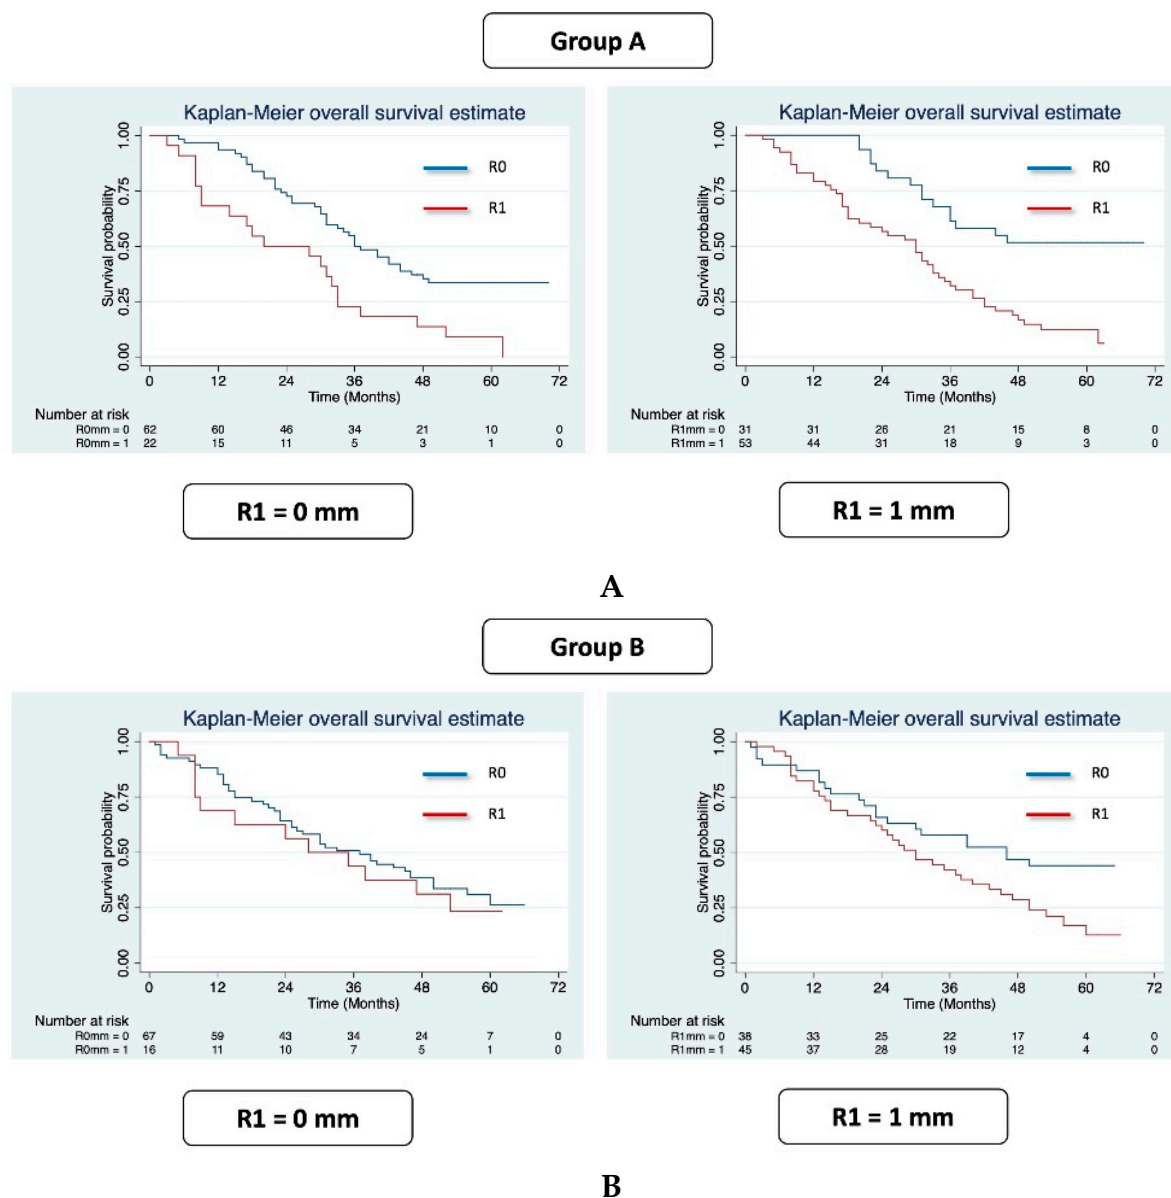 Group A
Kaplan-Meier overall survival estimate
Survival probability
1.00
0.75
0.50
0.25
0.00
R0
R1
0 12 24 36 48 60 72
Time (Months)
Number at risk
R0mm = 0 62 60 46 34 21 10 0
R0mm = 1 22 15 11 5 3 1 0
R1 = 0 mm
Kaplan-Meier overall survival estimate
Survival probability
1.00
0.75
0.50
0.25
0.00
R0
R1
0 12 24 36 48 60 72
Time (Months)
Number at risk
R1mm = 0 31 31 26 21 15 8 0
R1mm = 1 53 44 31 18 9 3 0
R1 = 1 mm
A
Group B
Kaplan-Meier overall survival estimate
Survival probability
1.00
0.75
0.50
0.25
0.00
R0
R1
0 12 24 36 48 60 72
Time (Months)
Number at risk
R0mm = 0 67 59 43 34 24 7 0
R0mm = 1 16 11 10 7 5 1 0
R1 = 0 mm
Kaplan-Meier overall survival estimate
Survival probability
1.00
0.75
0.50
0.25
0.00
R0
R1
0 12 24 36 48 60 72
Time (Months)
Number at risk
R1mm = 0 38 33 25 22 17 4 0
R1mm = 1 45 37 28 19 12 4 0
R1 = 1 mm
B